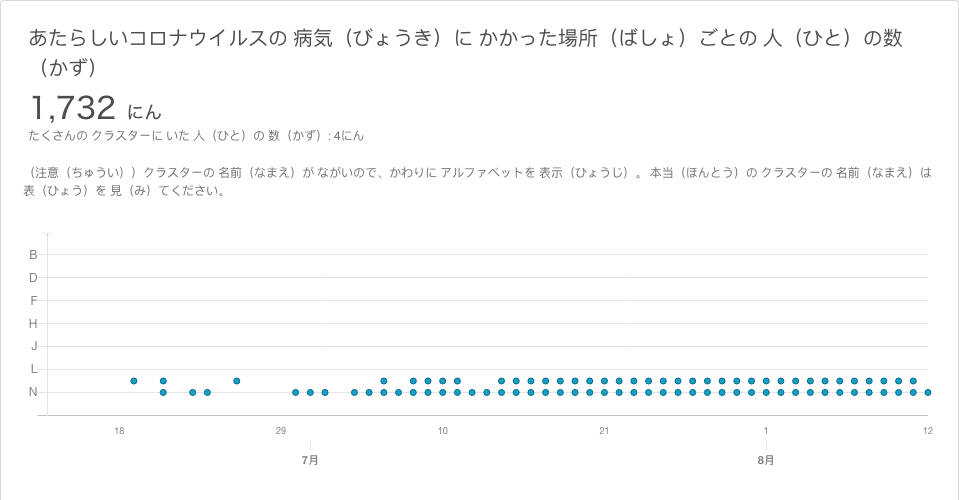 あたらしいコロナウイルスの 病気（びょうき）に かかった場所（ばしょ）ごとの 人（ひと）の数
（かず）
1,732 にん
たくさんの クラスターに いた 人（ひと）の 数（かず）: 4にん
（注意（ちゅうい））クラスターの 名前（なまえ）が ながいので、かわりに アルファベットを 表示（ひょうじ）。 本当（ほんとう）の クラスターの 名前（なまえ）は
表（ひょう）を 見（み）てください。
B
D
F
H
J
L
N
18 29 10 21 1 12
7月 8月